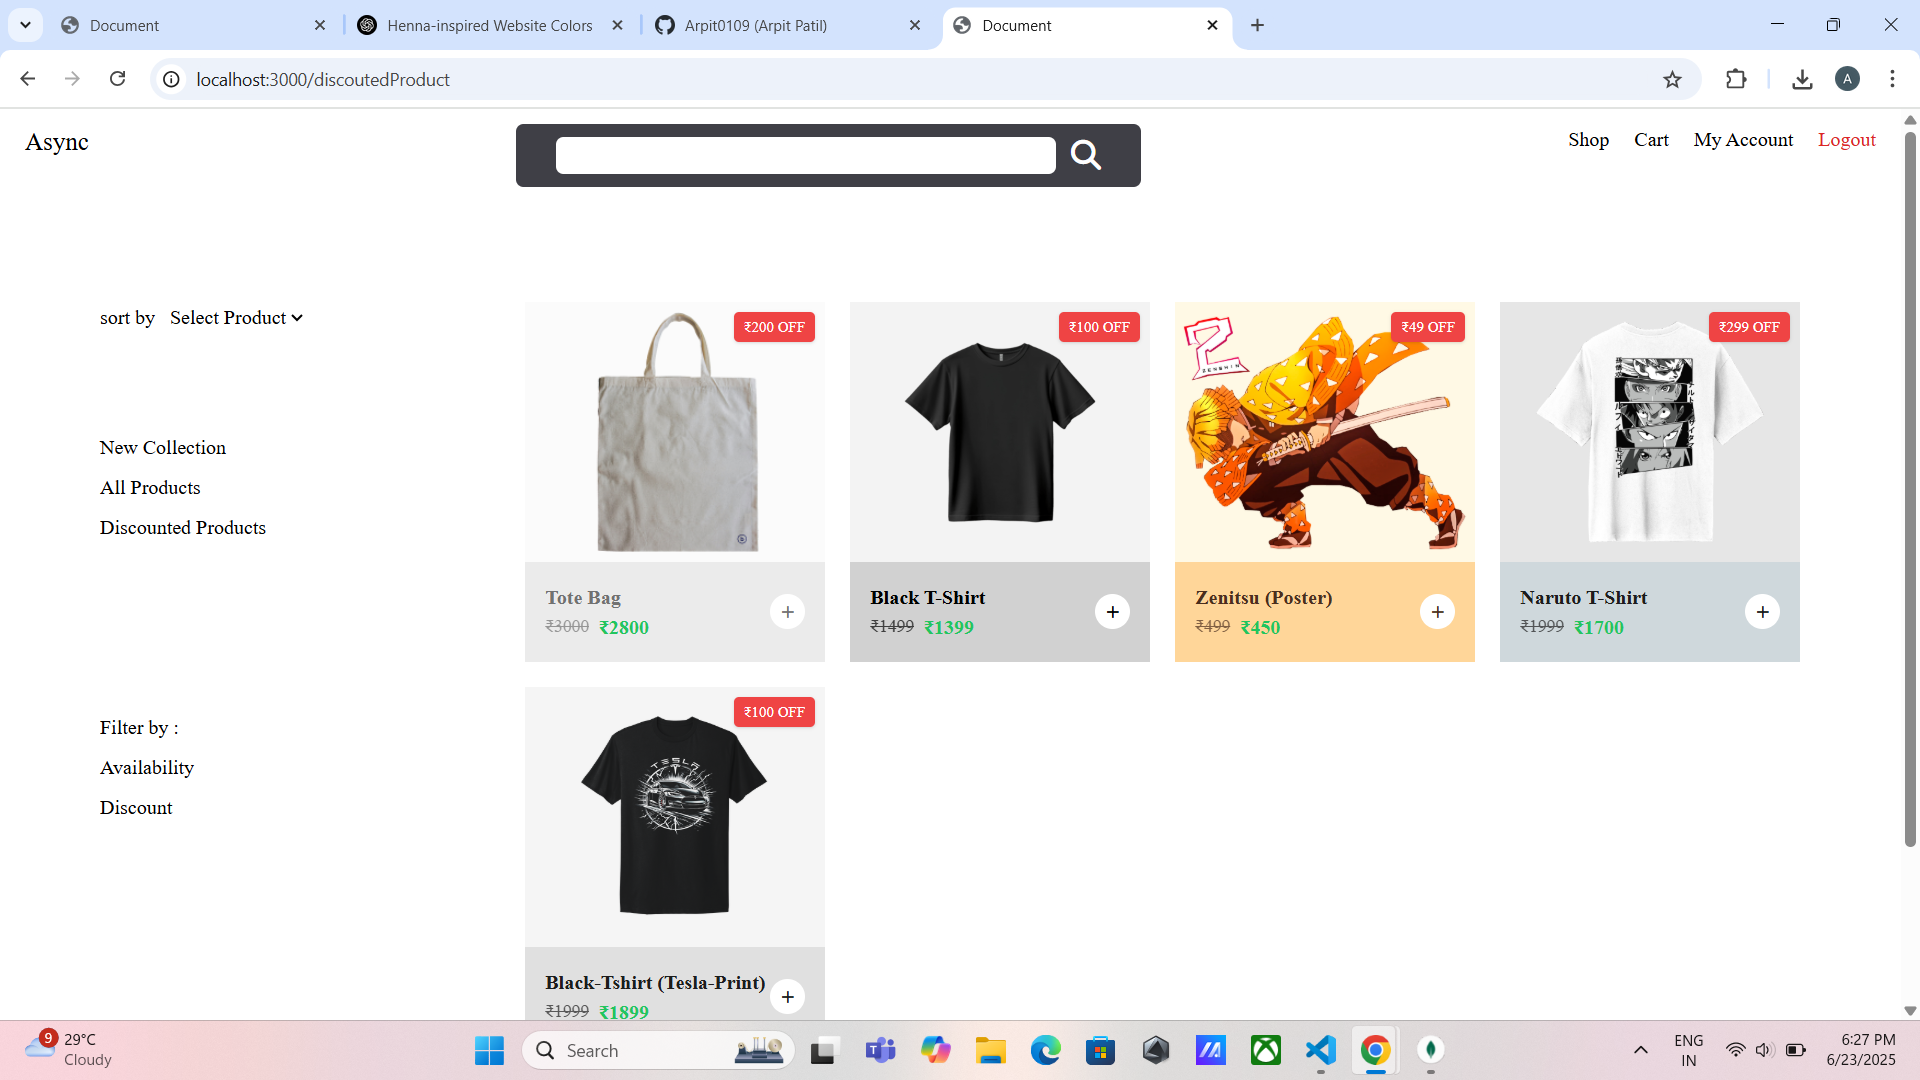 Document
Henna-inspired Website Colors
Arpit0109 (Arpit Patil)
Document
localhost:3000/discoutedProduct
A
Async
Shop
Cart
My Account
Logout
sort by
Select Product
New Collection
All Products
Discounted Products
Filter by :
Availability
Discount
₹200 OFF
Tote Bag
₹3000 ₹2800
+
₹100 OFF
Black T-Shirt
₹1499 ₹1399
+
₹49 OFF
Z
ZENSHIN
Zenitsu (Poster)
₹499 ₹450
+
₹299 OFF
Naruto T-Shirt
₹1999 ₹1700
+
₹100 OFF
TESLA
Black-Tshirt (Tesla-Print)
₹1999 ₹1899
+
9
29°C
Cloudy
Search
ENG
IN
6:27 PM
6/23/2025